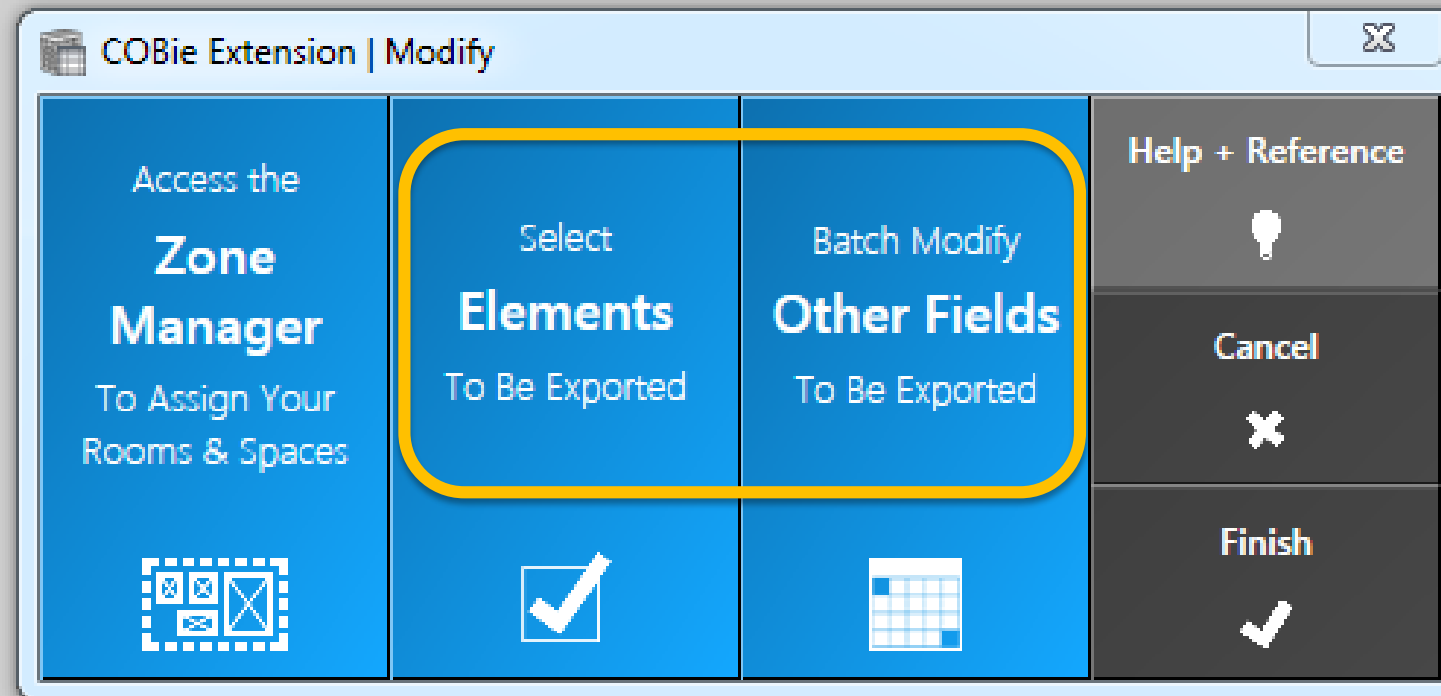 COBie Extension | Modify
Access the
Zone
Manager
To Assign Your
Rooms & Spaces
Select
Elements
To Be Exported
Batch Modify
Other Fields
To Be Exported
Help + Reference
Cancel
Finish